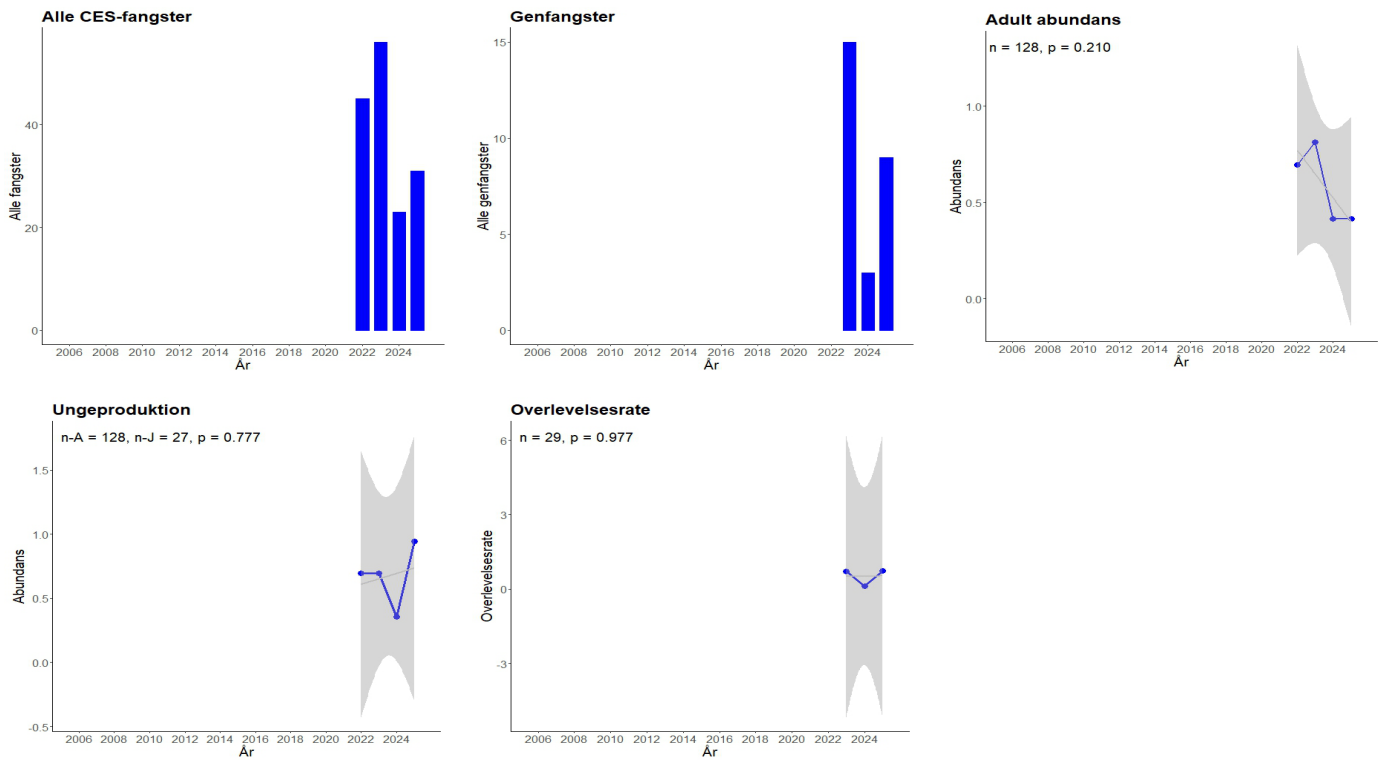 Alle CES-fangster
Alle fangster
40
20
0
2006 2008 2010 2012 2014 2016 2018 2020 2022 2024
År
Genfangster
Alle genfangster
15
10
5
0
2006 2008 2010 2012 2014 2016 2018 2020 2022 2024
År
Adult abundans
n = 128, p = 0.210
Abundans
1.0
0.5
0.0
2006 2008 2010 2012 2014 2016 2018 2020 2022 2024
År
Ungeproduktion
n-A = 128, n-J = 27, p = 0.777
Abundans
1.5
1.0
0.5
0.0
-0.5
2006 2008 2010 2012 2014 2016 2018 2020 2022 2024
År
Overlevelsesrate
n = 29, p = 0.977
Overlevelsesrate
6
3
0
-3
2006 2008 2010 2012 2014 2016 2018 2020 2022 2024
År